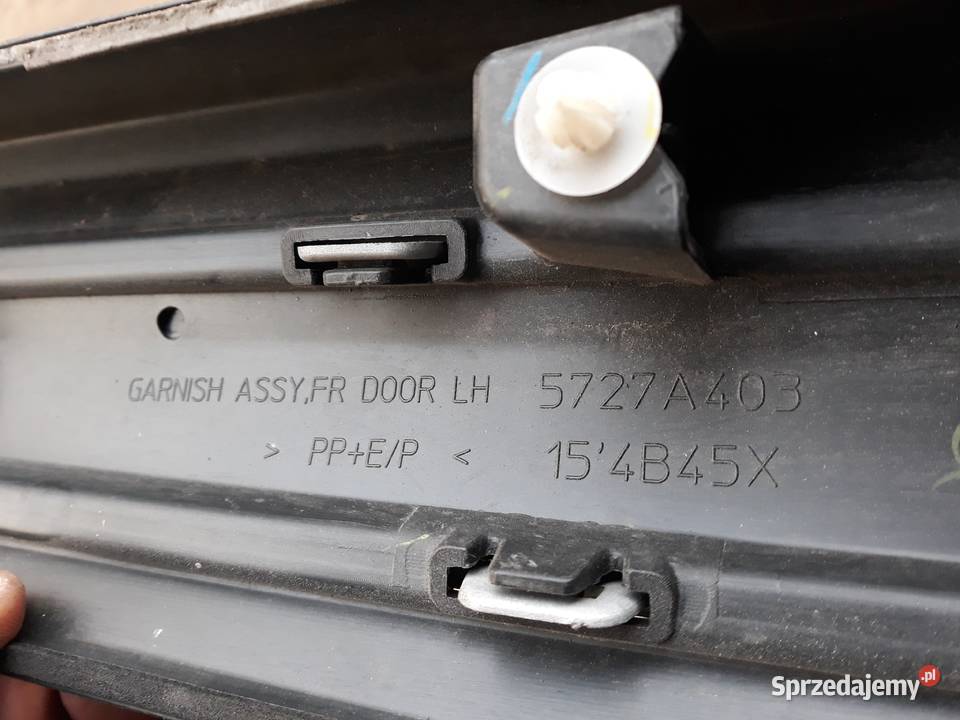 GARNISH ASSY,FR DOOR LH 5727A403
> PP+E/P < 15'4B45X
Sprzedajemy.pl